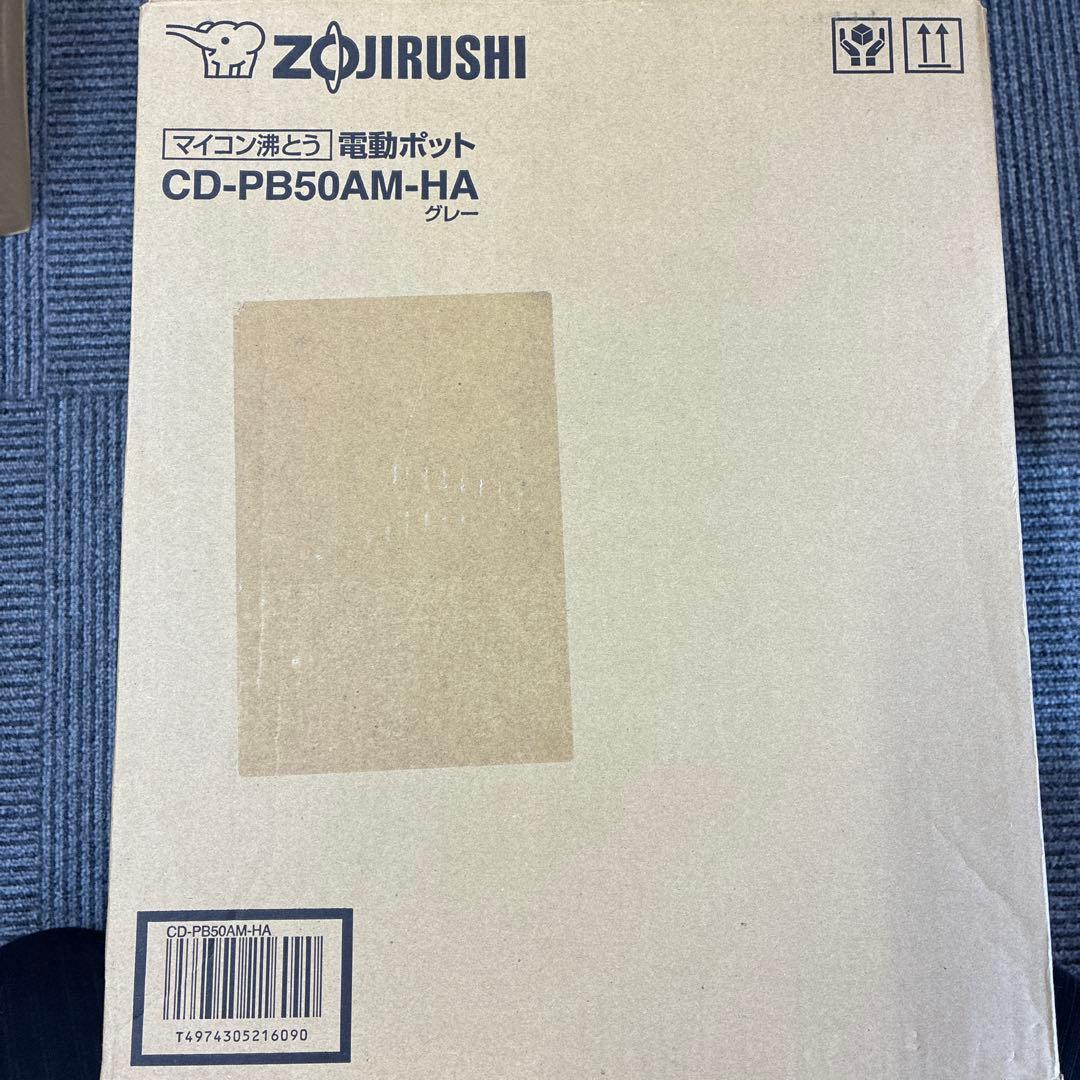 ZOJIRUSHI
マイコン沸とう 電動ポット
CD-PB50AM-HA
グレー
CD-PB50AM-HA
T4974305216090